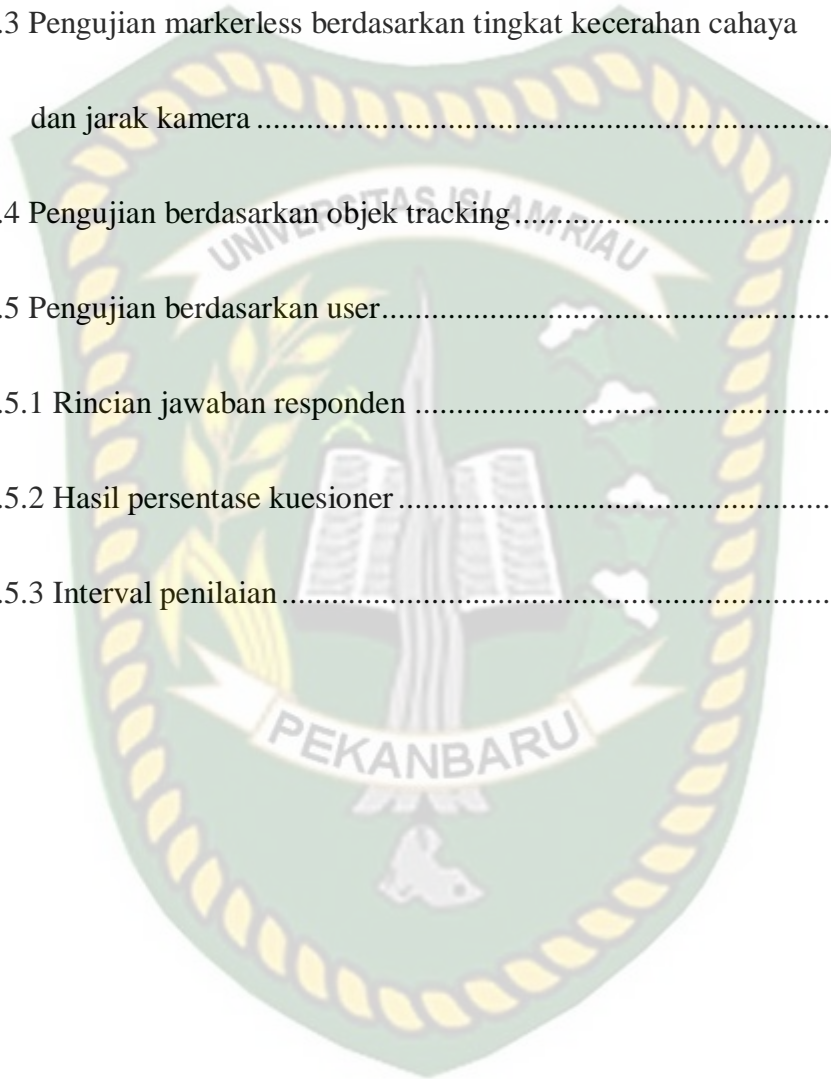 .3 Pengujian markerless berdasarkan tingkat kecerahan cahaya
dan jarak kamera ......................................................................
UNIVERSITAS ISLAM RIAU
.4 Pengujian berdasarkan objek tracking......................................
.5 Pengujian berdasarkan user......................................................
.5.1 Rincian jawaban responden ..................................................
.5.2 Hasil persentase kuesioner ....................................................
.5.3 Interval penilaian ...................................................................
PEKANBARU